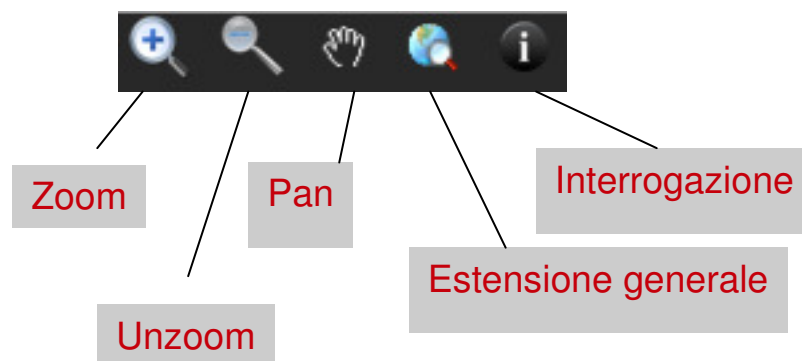 Zoom
Pan
Interrogazione
Estensione generale
Unzoom